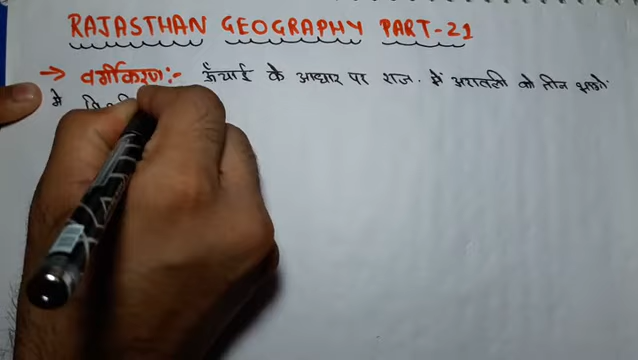 RAJASTHAN GEOGRAPHY PART-21
→ वर्गीकरण:- ऊँचाई के आधार पर राज. में अरावली को तीन भागो
मे